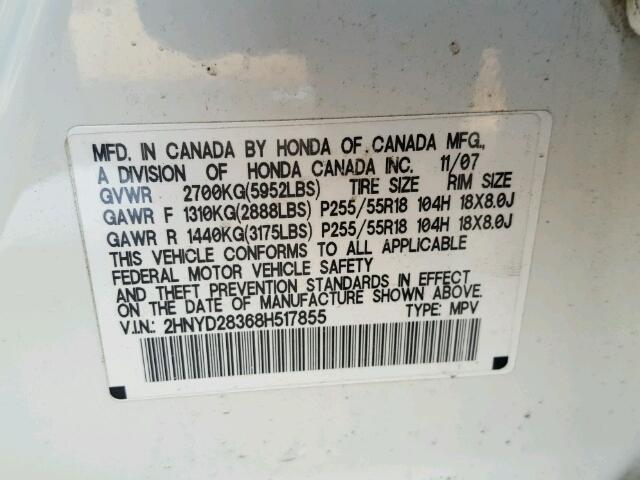 MFD. IN CANADA BY HONDA OF CANADA MFG.,
A DIVISION OF HONDA CANADA INC. 11/07
GVWR 2700KG(5952LBS) TIRE SIZE RIM SIZE
GAWR F 1310KG(2888LBS) P255/55R18 104H 18X8.0J
GAWR R 1440KG(3175LBS) P255/55R18 104H 18X8.0J
THIS VEHICLE CONFORMS TO ALL APPLICABLE
FEDERAL MOTOR VEHICLE SAFETY
AND THEFT PREVENTION STANDARDS IN EFFECT
ON THE DATE OF MANUFACTURE SHOWN ABOVE.
V.I.N.: 2HNYD28368H517855 TYPE: MPV